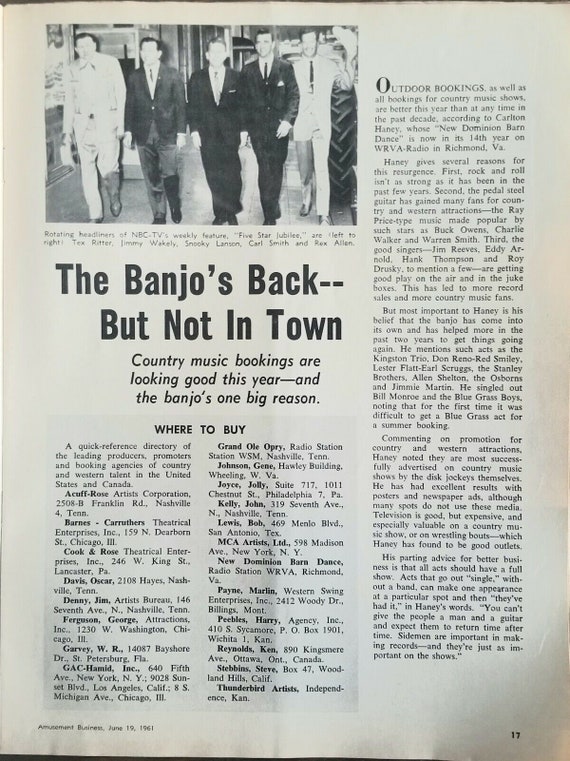 Rotating headliners of NBC-TV's weekly feature, "Five Star Jubilee," are (left to
right) Tex Ritter, Jimmy Wakely, Snooky Lanson, Carl Smith and Rex Allen.
The Banjo's Back--
But Not In Town
Country music bookings are
looking good this year—and
the banjo's one big reason.
WHERE TO BUY
A quick-reference directory of
the leading producers, promoters
and booking agencies of country
and western talent in the United
States and Canada.
Acuff-Rose Artists Corporation,
2508-B Franklin Rd., Nashville
4, Tenn.
Barnes - Carruthers Theatrical
Enterprises, Inc., 159 N. Dearborn
St., Chicago, Ill.
Cook & Rose Theatrical Enter-
prises, Inc., 246 W. King St.,
Lancaster, Pa.
Davis, Oscar, 2108 Hayes, Nash-
ville, Tenn.
Denny, Jim, Artists Bureau, 146
Seventh Ave., N., Nashville, Tenn.
Ferguson, George, Attractions,
Inc., 1230 W. Washington, Chi-
cago, Ill.
Garvey, W. R., 14087 Bayshore
Dr., St. Petersburg, Fla.
GAC-Hamid, Inc., 640 Fifth
Ave., New York, N. Y.; 9028 Sun-
set Blvd., Los Angeles, Calif.; 8 S.
Michigan Ave., Chicago, Ill.
Grand Ole Opry, Radio Station
Station WSM, Nashville, Tenn.
Johnson, Gene, Hawley Building,
Wheeling, W. Va.
Joyce, Jolly, Suite 717, 1011
Chestnut St., Philadelphia 7, Pa.
Kelly, John, 319 Seventh Ave.,
N., Nashville, Tenn.
Lewis, Bob, 469 Menlo Blvd.,
San Antonio, Tex.
MCA Artists, Ltd., 598 Madison
Ave., New York, N. Y.
New Dominion Barn Dance,
Radio Station WRVA, Richmond,
Va.
Payne, Marlin, Western Swing
Enterprises, Inc., 2412 Woody Dr.,
Billings, Mont.
Peebles, Harry, Agency, Inc.,
410 S. Sycamore, P. O. Box 1901,
Wichita 1, Kan.
Reynolds, Ken, 890 Kingsmere
Ave., Ottawa, Ont., Canada.
Stebbins, Steve, Box 47, Wood-
land Hills, Calif.
Thunderbird Artists, Independ-
ence, Kan.
OUTDOOR BOOKINGS, as well as
all bookings for country music shows,
are better this year than at any time in
the past decade, according to Carlton
Haney, whose "New Dominion Barn
Dance" is now in its 14th year on
WRVA-Radio in Richmond, Va.
Haney gives several reasons for
this resurgence. First, rock and roll
isn't as strong as it has been in the
past few years. Second, the pedal steel
guitar has gained many fans for coun-
try and western attractions—the Ray
Price-type music made popular by
such stars as Buck Owens, Charlie
Walker and Warren Smith. Third, the
good singers—Jim Reeves, Eddy Ar-
nold, Hank Thompson and Roy
Drusky, to mention a few—are getting
good play on the air and in the juke
boxes. This has led to more record
sales and more country music fans.
But most important to Haney is his
belief that the banjo has come into
its own and has helped more in the
past two years to get things going
again. He mentions such acts as the
Kingston Trio, Don Reno-Red Smiley,
Lester Flatt-Earl Scruggs, the Stanley
Brothers, Allen Shelton, the Osborns
and Jimmie Martin. He singled out
Bill Monroe and the Blue Grass Boys,
noting that for the first time it was
difficult to get a Blue Grass act for
a summer booking.
Commenting on promotion for
country and western attractions,
Haney noted they are most success-
fully advertised on country music
shows by the disk jockeys themselves.
He has had excellent results with
posters and newspaper ads, although
many spots do not use these media.
Television is good, but expensive, and
especially valuable on a country mu-
sic show, or on wrestling bouts—which
Haney has found to be good outlets.
His parting advice for better busi-
ness is that all acts should have a full
show. Acts that go out "single," with-
out a band, can make one appearance
at a particular spot and then "they've
had it," in Haney's words. "You can't
give the people a man and a guitar
and expect them to return time after
time. Sidemen are important in mak-
ing records—and they're just as im-
portant on the shows."
Amusement Business, June 19, 1961
17